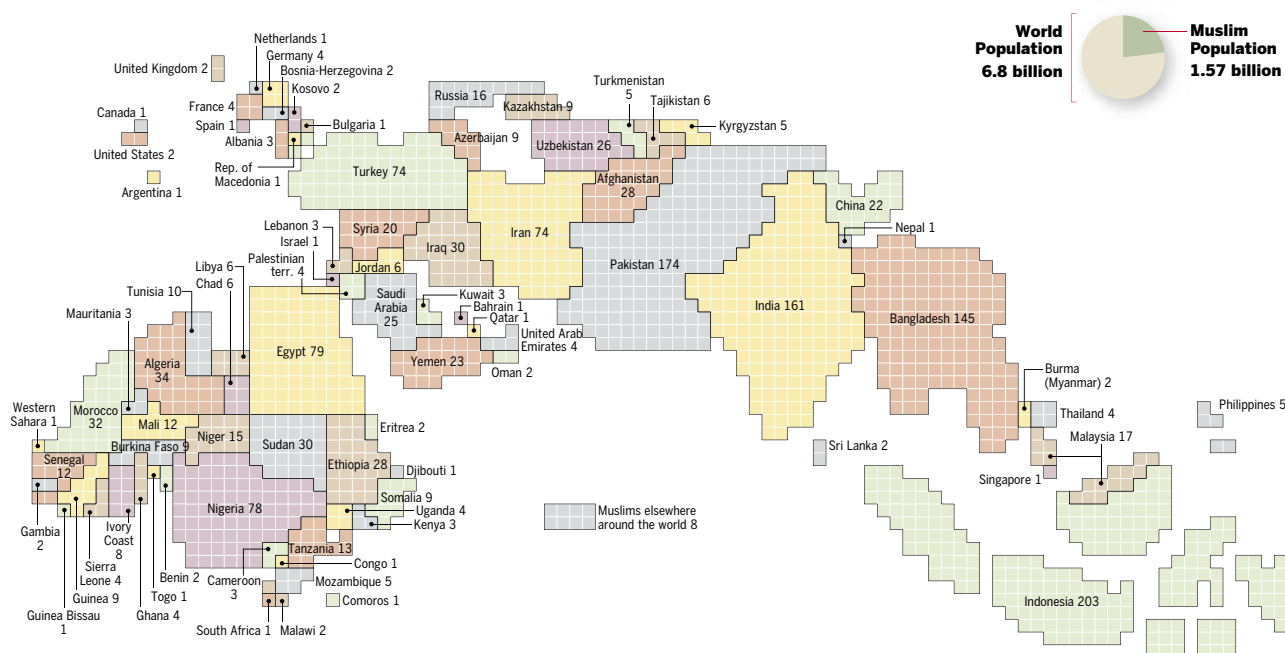 World
Population
6.8 billion
Muslim
Population
1.57 billion
Netherlands 1
Germany 4
United Kingdom 2
Bosnia-Herzegovina 2
Kosovo 2
France 4
Canada 1
Spain 1
Bulgaria 1
Albania 3
United States 2
Rep. of
Macedonia 1
Argentina 1
Turkey 74
Russia 16
Kazakhstan 9
Turkmenistan
5
Tajikistan 6
Kyrgyzstan 5
Azerbaijan 9
Uzbekistan 26
Afghanistan
28
China 22
Nepal 1
Lebanon 3
Israel 1
Palestinian
terr. 4
Syria 20
Iraq 30
Iran 74
Jordan 6
Pakistan 174
India 161
Bangladesh 145
Libya 6
Chad 6
Tunisia 10
Mauritania 3
Saudi
Arabia
25
Kuwait 3
Bahrain 1
Qatar 1
United Arab
Emirates 4
Yemen 23
Oman 2
Algeria
34
Egypt 79
Burma
(Myanmar) 2
Thailand 4
Philippines 5
Malaysia 17
Singapore 1
Sri Lanka 2
Western
Sahara 1
Morocco
32
Mali 12
Niger 15
Sudan 30
Eritrea 2
Burkina Faso 9
Senegal
12
Ethiopia 28
Djibouti 1
Somalia 9
Uganda 4
Kenya 3
Nigeria 78
Muslims elsewhere
around the world 8
Gambia
2
Ivory
Coast
8
Sierra
Leone 4
Guinea 9
Guinea Bissau
1
Benin 2
Togo 1
Ghana 4
Cameroon
3
Tanzania 13
Congo 1
Mozambique 5
Comoros 1
South Africa 1
Malawi 2
Indonesia 203